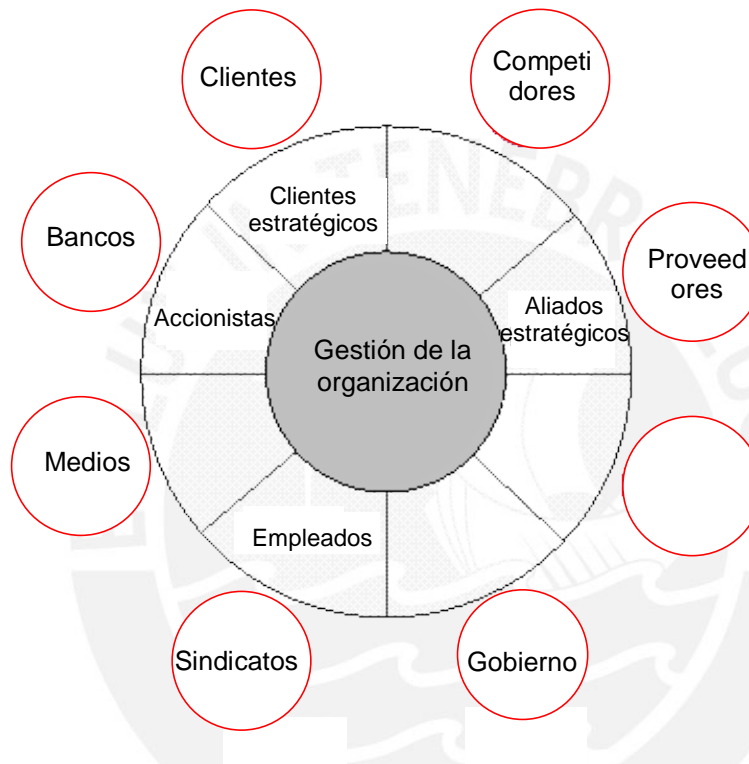 Clientes
Competi
dores
Clientes
estratégicos
Bancos
Proveed
ores
Accionistas
Aliados
estratégicos
Gestión de la
organización
Medios
Empleados
Sindicatos
Gobierno